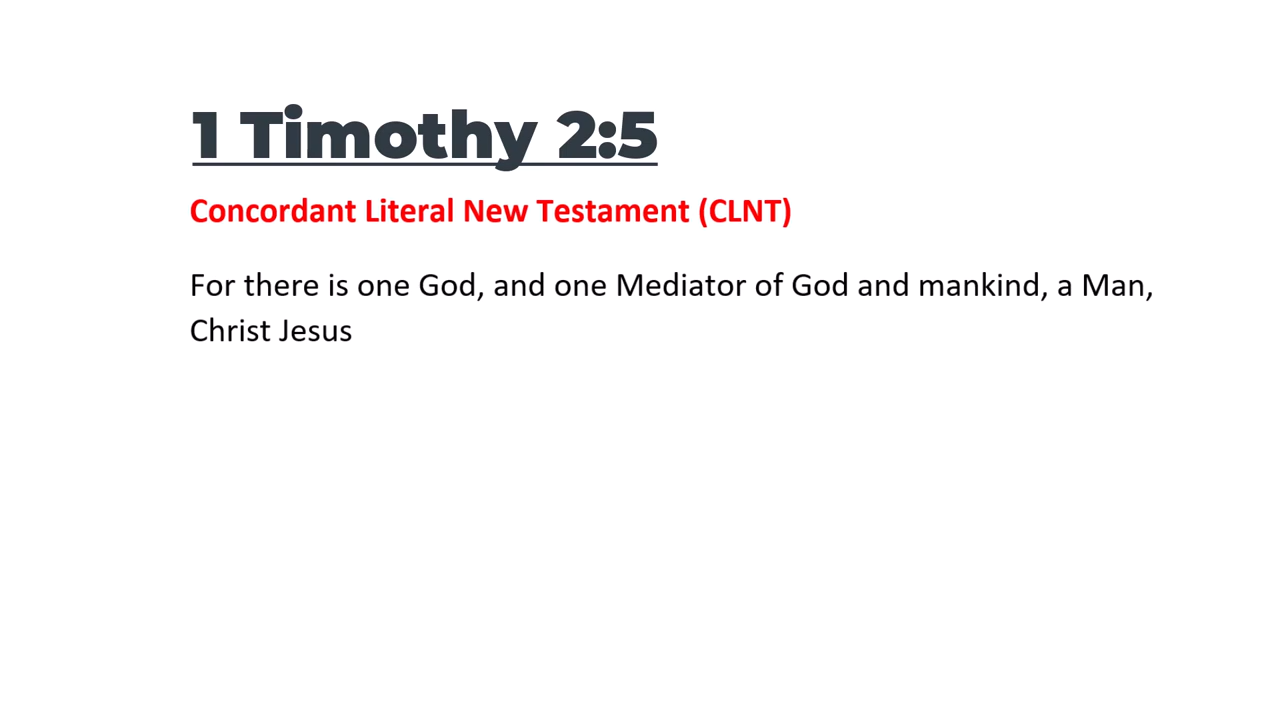 1 Timothy 2:5
Concordant Literal New Testament (CLNT)
For there is one God, and one Mediator of God and mankind, a Man,
Christ Jesus